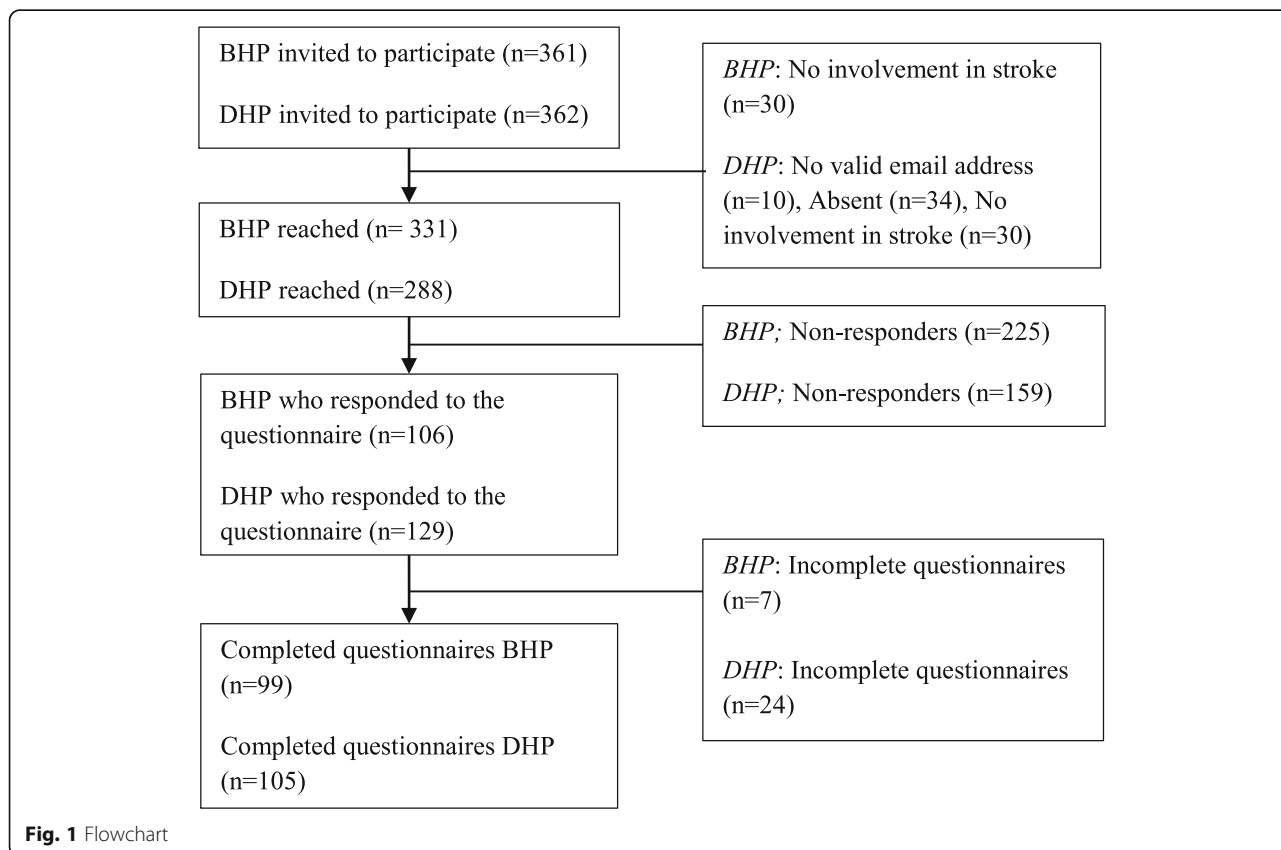 BHP invited to participate (n=361)
DHP invited to participate (n=362)
BHP: No involvement in stroke
(n=30)
DHP: No valid email address
(n=10), Absent (n=34), No
involvement in stroke (n=30)
BHP reached (n= 331)
DHP reached (n=288)
BHP; Non-responders (n=225)
DHP; Non-responders (n=159)
BHP who responded to the
questionnaire (n=106)
DHP who responded to the
questionnaire (n=129)
BHP: Incomplete questionnaires
(n=7)
DHP: Incomplete questionnaires
(n=24)
Completed questionnaires BHP
(n=99)
Completed questionnaires DHP
(n=105)
Fig. 1 Flowchart